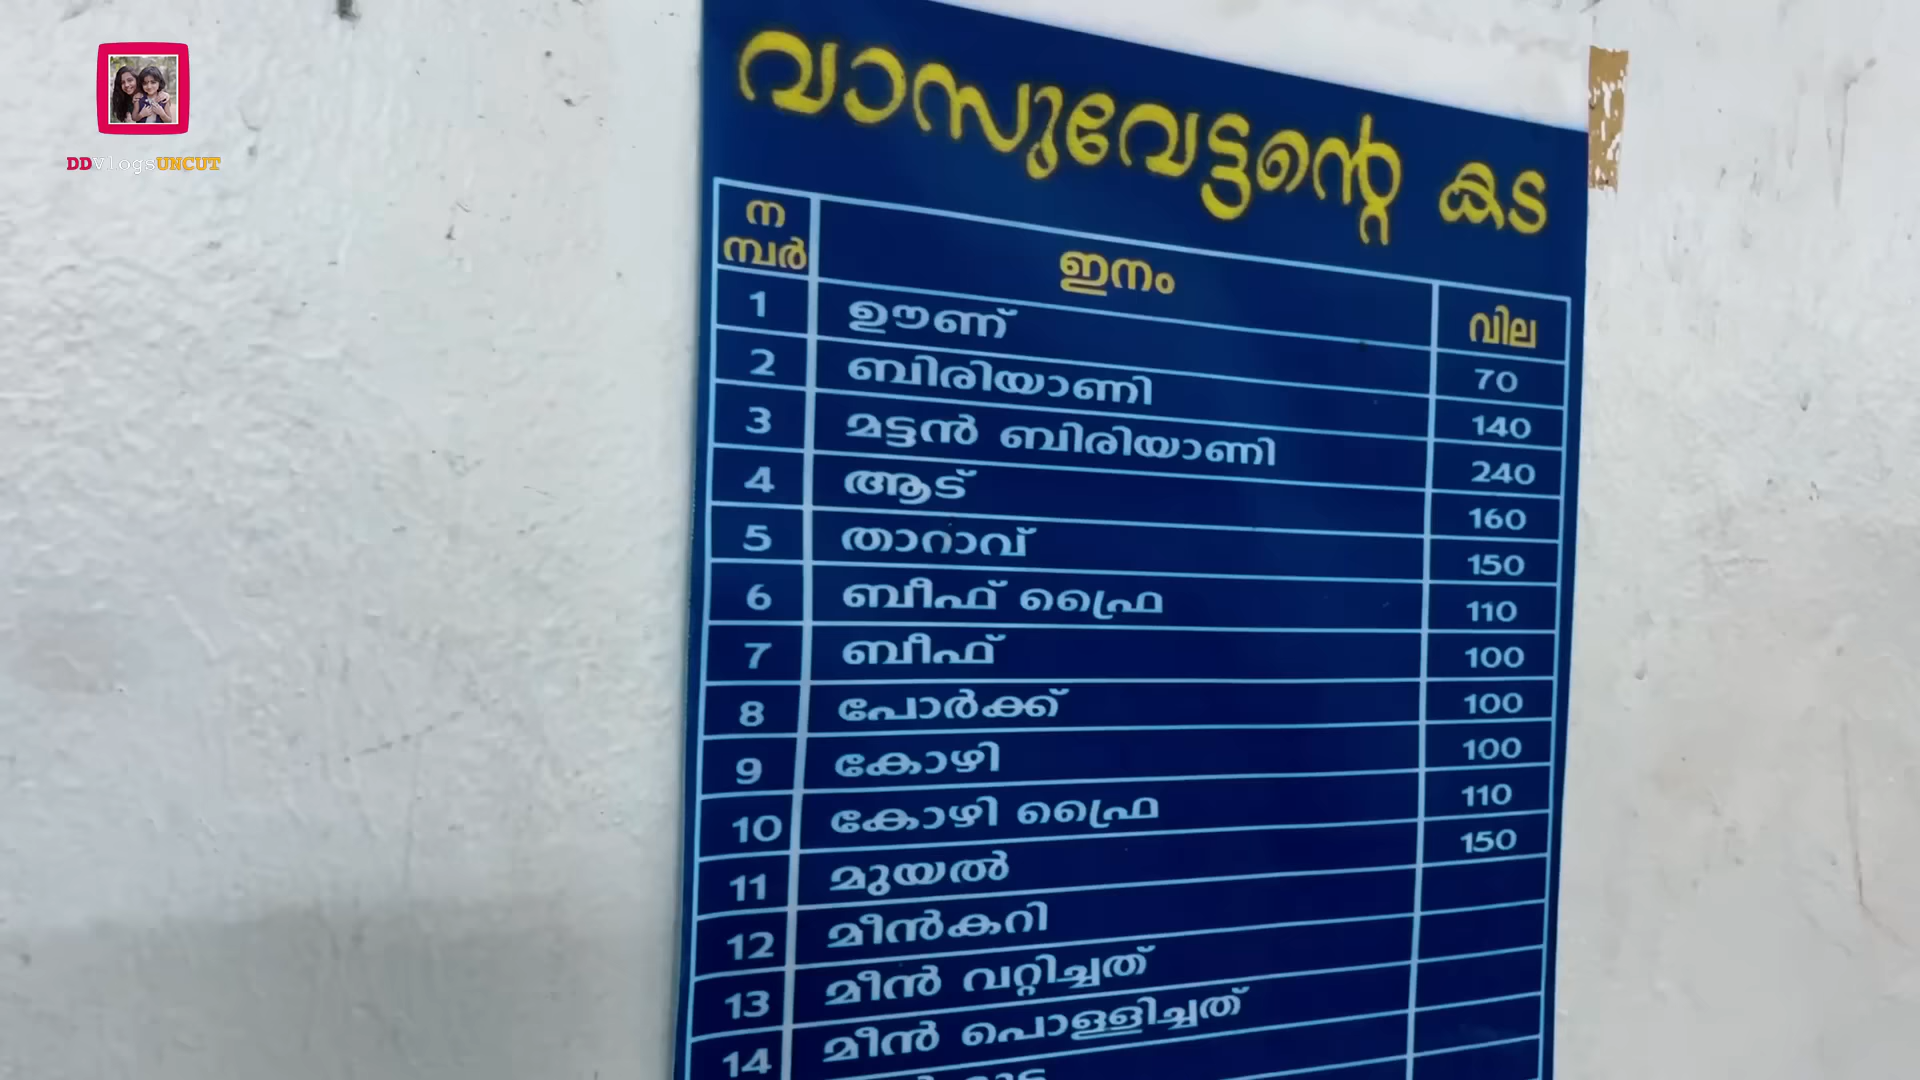 DDVlogsUNCUT
വാസുവേട്ടന്റെ കട
ന
മ്പർ
ഇനം
വില
1 ഊണ് 70
2 ബിരിയാണി 140
3 മട്ടൻ ബിരിയാണി 240
4 ആട് 160
5 താറാവ് 150
6 ബീഫ് ഫ്രൈ 110
7 ബീഫ് 100
8 പോർക്ക് 100
9 കോഴി 100
10 കോഴി ഫ്രൈ 110
11 മുയൽ 150
12 മീൻകറി
13 മീൻ വറ്റിച്ചത്
14 മീൻ പൊള്ളിച്ചത്